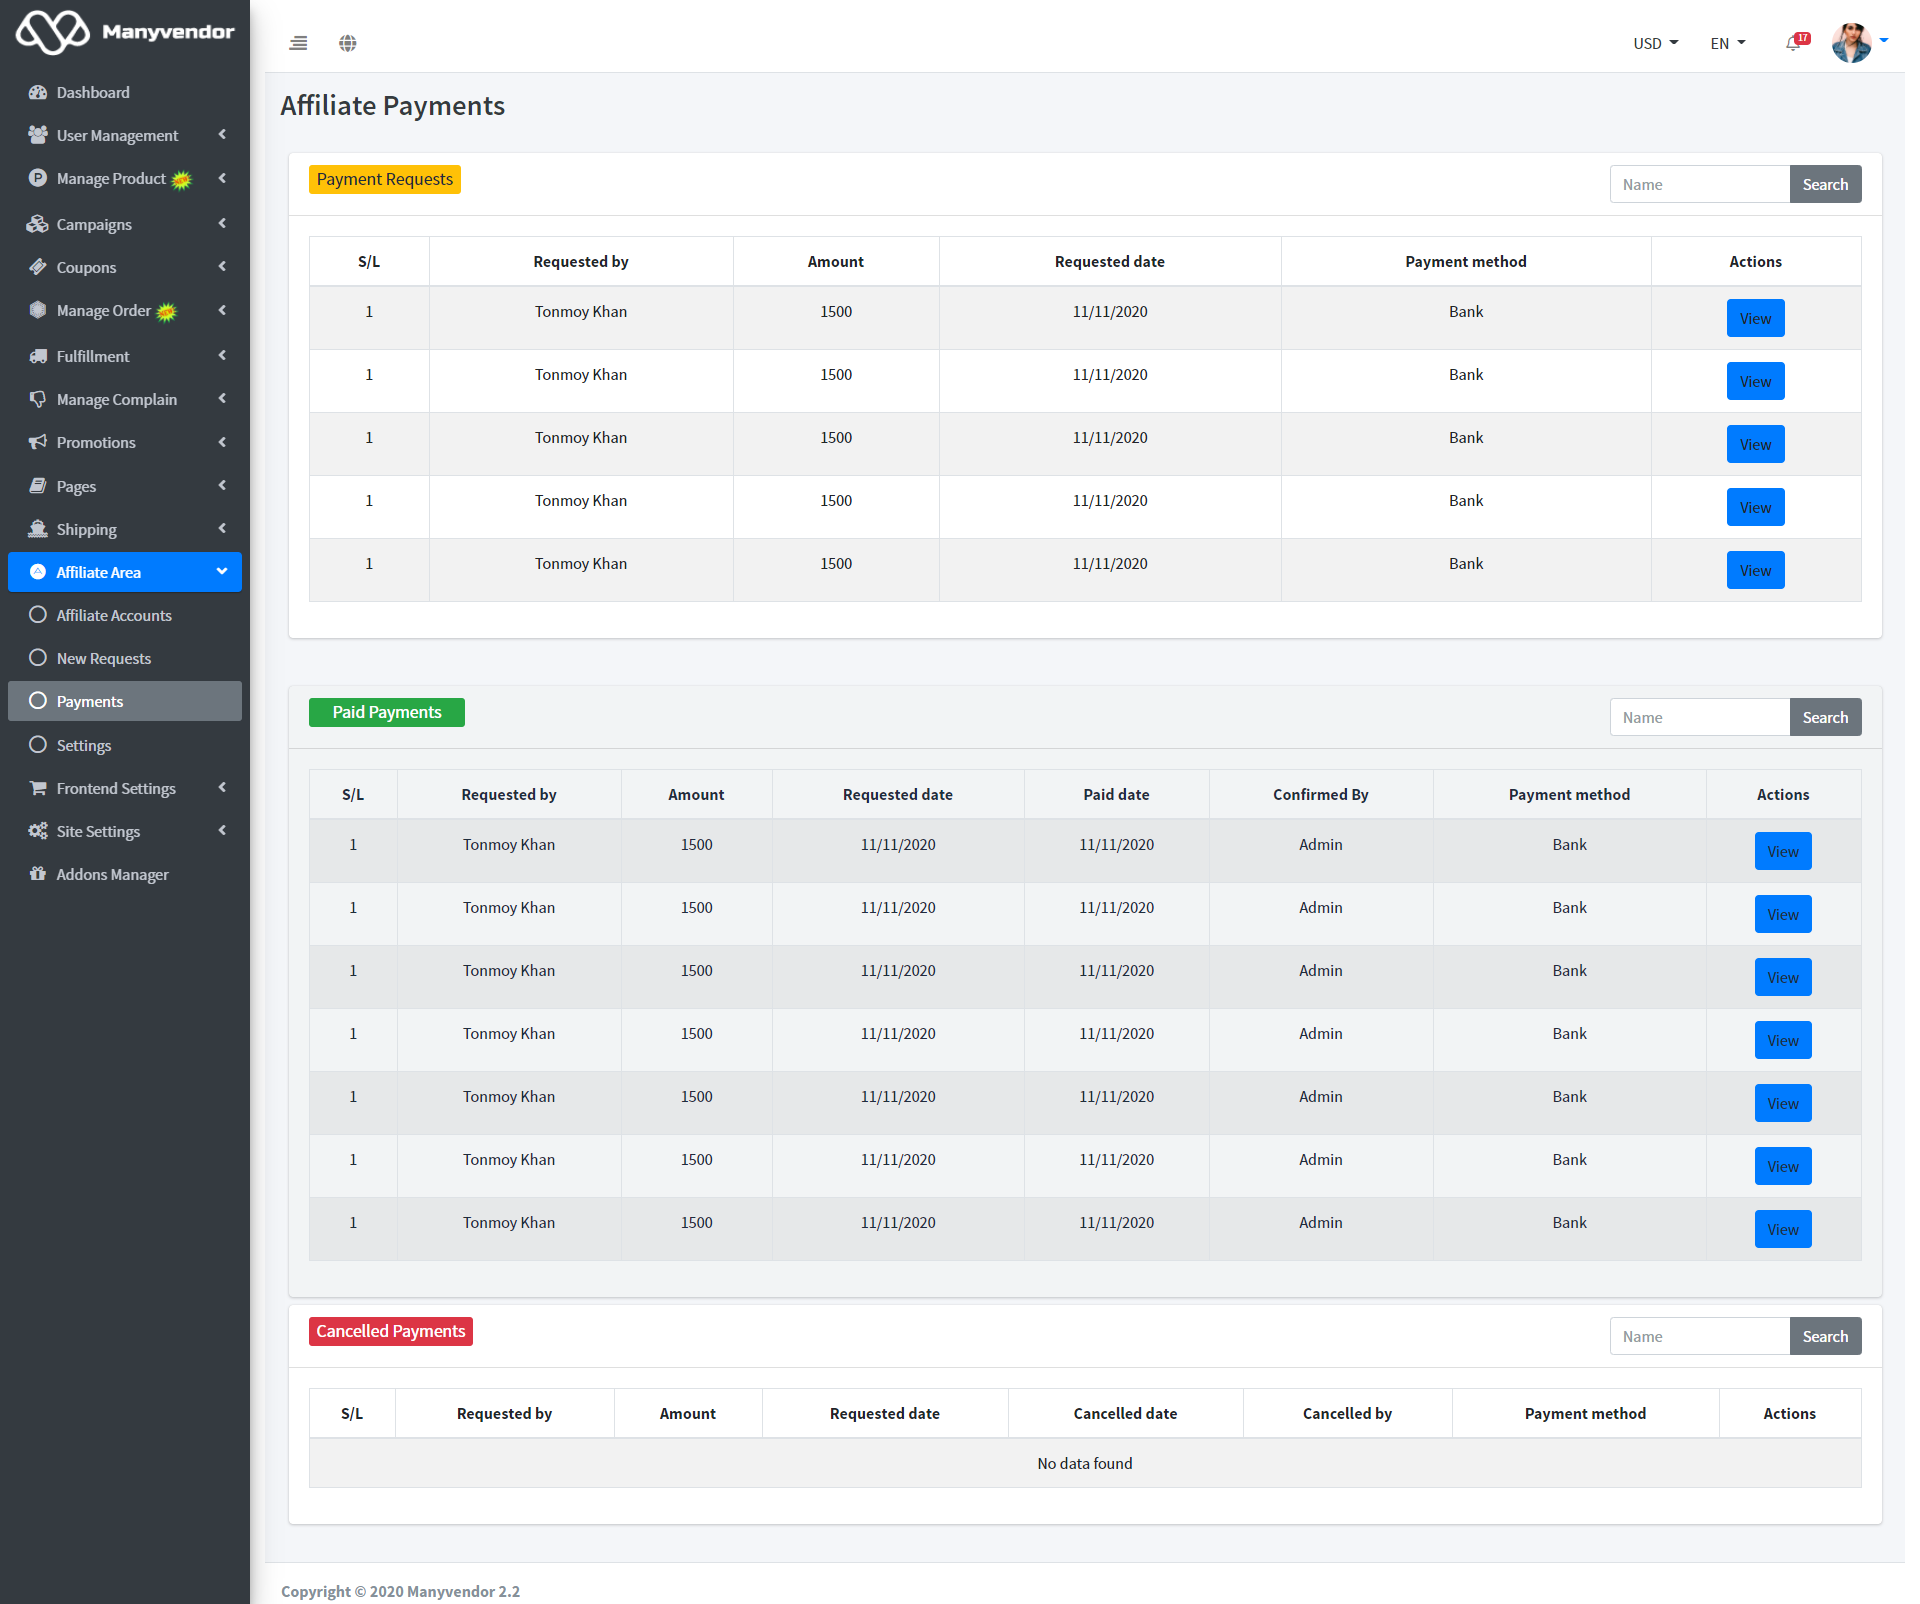 Manyvendor
Dashboard
User Management
Manage Product
Campaigns
Coupons
Manage Order
Fulfillment
Manage Complain
Promotions
Pages
Shipping
Affiliate Area
Affiliate Accounts
New Requests
Payments
Settings
Frontend Settings
Site Settings
Addons Manager
USD EN 17
Affiliate Payments
Payment Requests Name Search
S/L Requested by Amount Requested date Payment method Actions
1 Tonmoy Khan 1500 11/11/2020 Bank View
1 Tonmoy Khan 1500 11/11/2020 Bank View
1 Tonmoy Khan 1500 11/11/2020 Bank View
1 Tonmoy Khan 1500 11/11/2020 Bank View
1 Tonmoy Khan 1500 11/11/2020 Bank View
Paid Payments Name Search
S/L Requested by Amount Requested date Paid date Confirmed By Payment method Actions
1 Tonmoy Khan 1500 11/11/2020 11/11/2020 Admin Bank View
1 Tonmoy Khan 1500 11/11/2020 11/11/2020 Admin Bank View
1 Tonmoy Khan 1500 11/11/2020 11/11/2020 Admin Bank View
1 Tonmoy Khan 1500 11/11/2020 11/11/2020 Admin Bank View
1 Tonmoy Khan 1500 11/11/2020 11/11/2020 Admin Bank View
1 Tonmoy Khan 1500 11/11/2020 11/11/2020 Admin Bank View
1 Tonmoy Khan 1500 11/11/2020 11/11/2020 Admin Bank View
Cancelled Payments Name Search
S/L Requested by Amount Requested date Cancelled date Cancelled by Payment method Actions
No data found
Copyright © 2020 Manyvendor 2.2